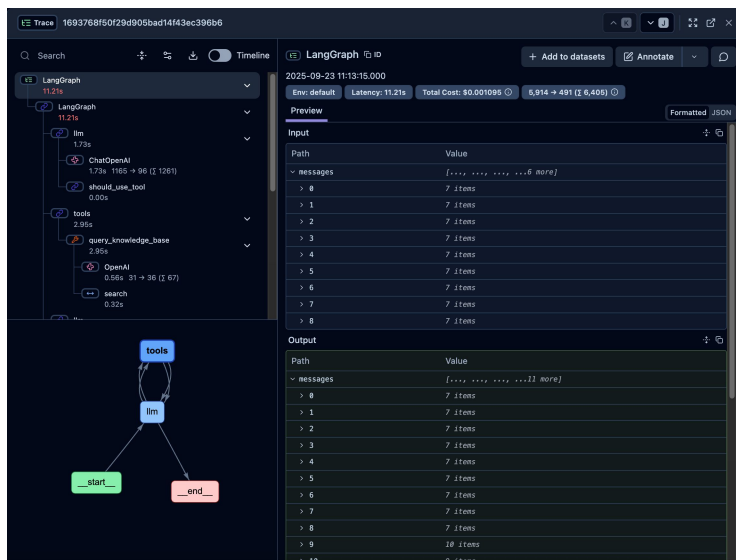 Trace 1693768f50f29d905bad14f43ec396b6
K
J
Search
Timeline
LangGraph
11.21s
LangGraph
11.21s
llm
1.73s
ChatOpenAI
1.73s 1165 → 96 (∑ 1261)
should_use_tool
0.00s
tools
2.95s
query_knowledge_base
2.95s
OpenAI
0.56s 31 → 36 (∑ 67)
search
0.32s
llm
tools
llm
__start__
__end__
LangGraph ID
+ Add to datasets
Annotate
2025-09-23 11:13:15.000
Env: default
Latency: 11.21s
Total Cost: $0.001095
5,914 → 491 (∑ 6,405)
Preview
Formatted JSON
Input
Path Value
messages [..., ..., ..., ...6 more]
0 7 items
1 7 items
2 7 items
3 7 items
4 7 items
5 7 items
6 7 items
7 7 items
8 7 items
Output
Path Value
messages [..., ..., ..., ...11 more]
0 7 items
1 7 items
2 7 items
3 7 items
4 7 items
5 7 items
6 7 items
7 7 items
8 7 items
9 10 items